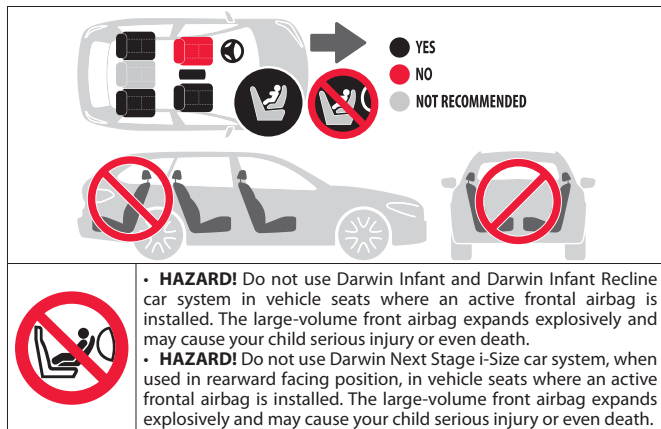 YES
NO
NOT RECOMMENDED
• HAZARD! Do not use Darwin Infant and Darwin Infant Recline
car system in vehicle seats where an active frontal airbag is
installed. The large-volume front airbag expands explosively and
may cause your child serious injury or even death.
• HAZARD! Do not use Darwin Next Stage i-Size car system, when
used in rearward facing position, in vehicle seats where an active
frontal airbag is installed. The large-volume front airbag expands
explosively and may cause your child serious injury or even death.